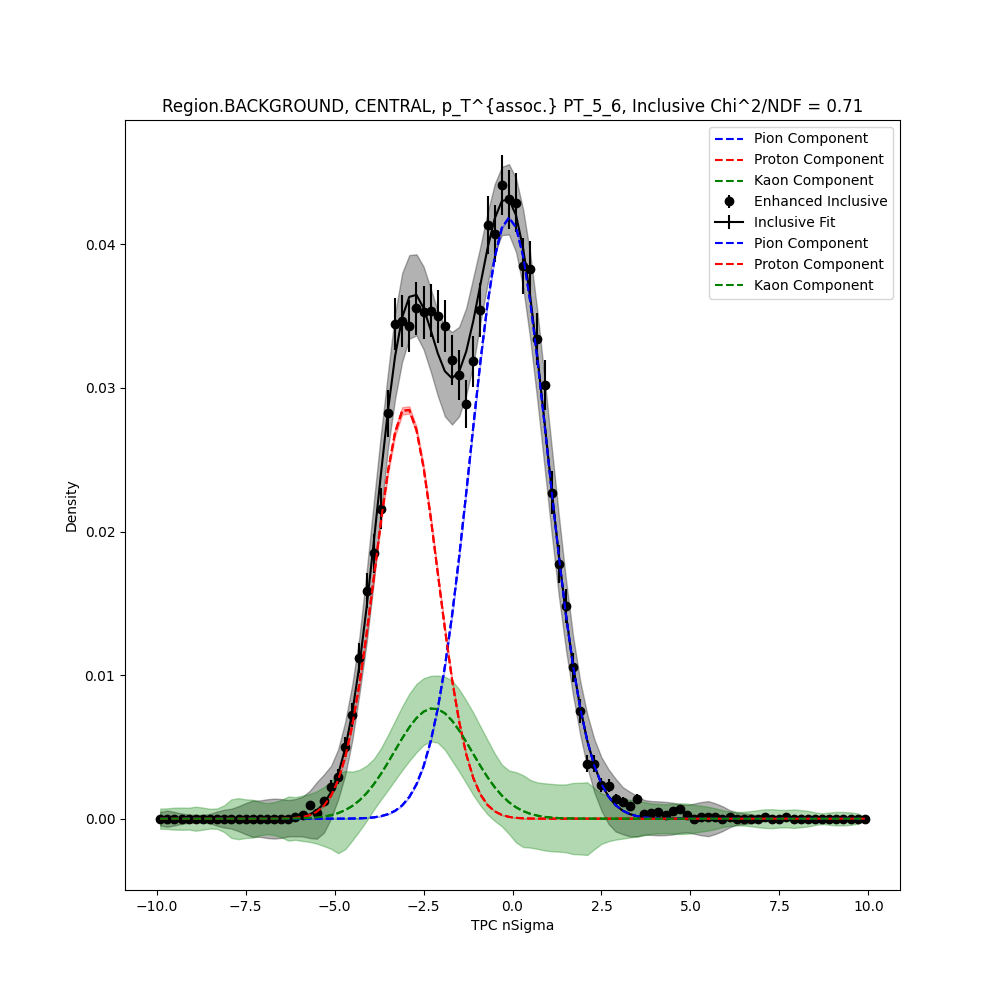 Region.BACKGROUND, CENTRAL, p_T^{assoc.} PT_5_6, Inclusive Chi^2/NDF = 0.71
Pion Component
Proton Component
Kaon Component
Enhanced Inclusive
Inclusive Fit
Pion Component
Proton Component
Kaon Component
0.04
0.03
0.02
0.01
0.00
Density
−10.0 −7.5 −5.0 −2.5 0.0 2.5 5.0 7.5 10.0
TPC nSigma